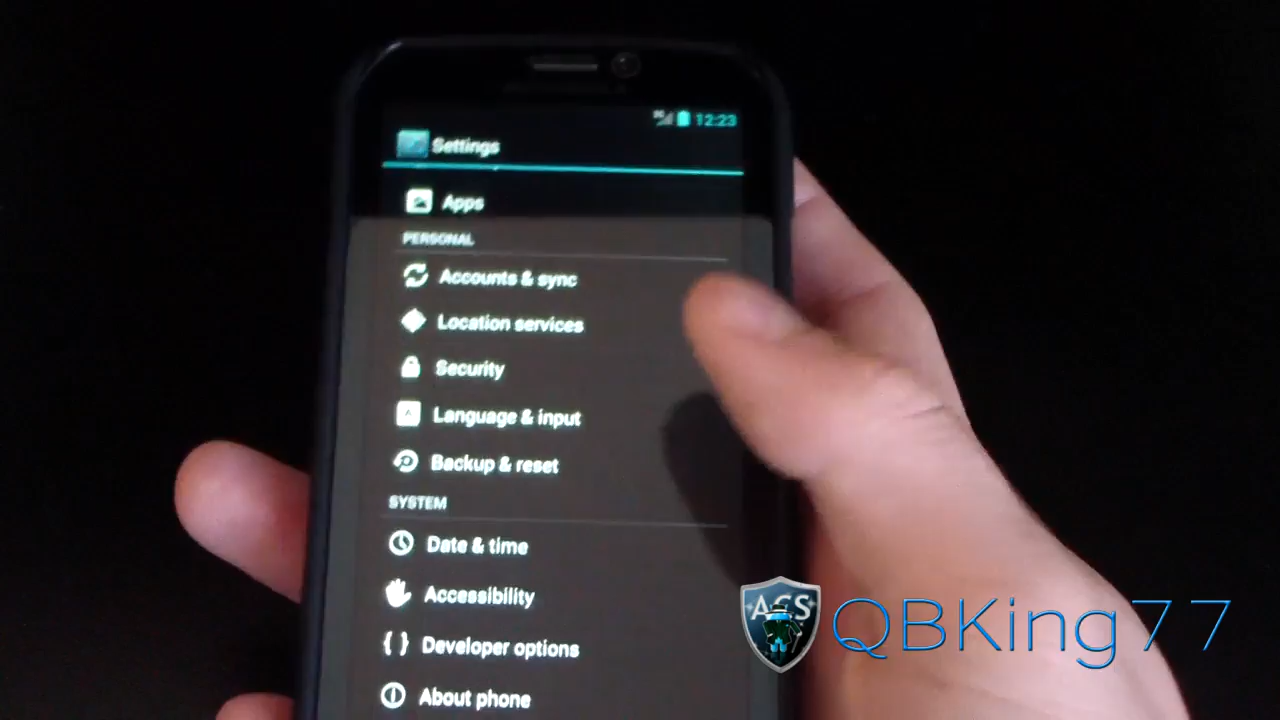 12:23
Settings
Apps
PERSONAL
Accounts & sync
Location services
Security
Language & input
Backup & reset
SYSTEM
Date & time
Accessibility
Developer options
About phone
ACS
QBKing77